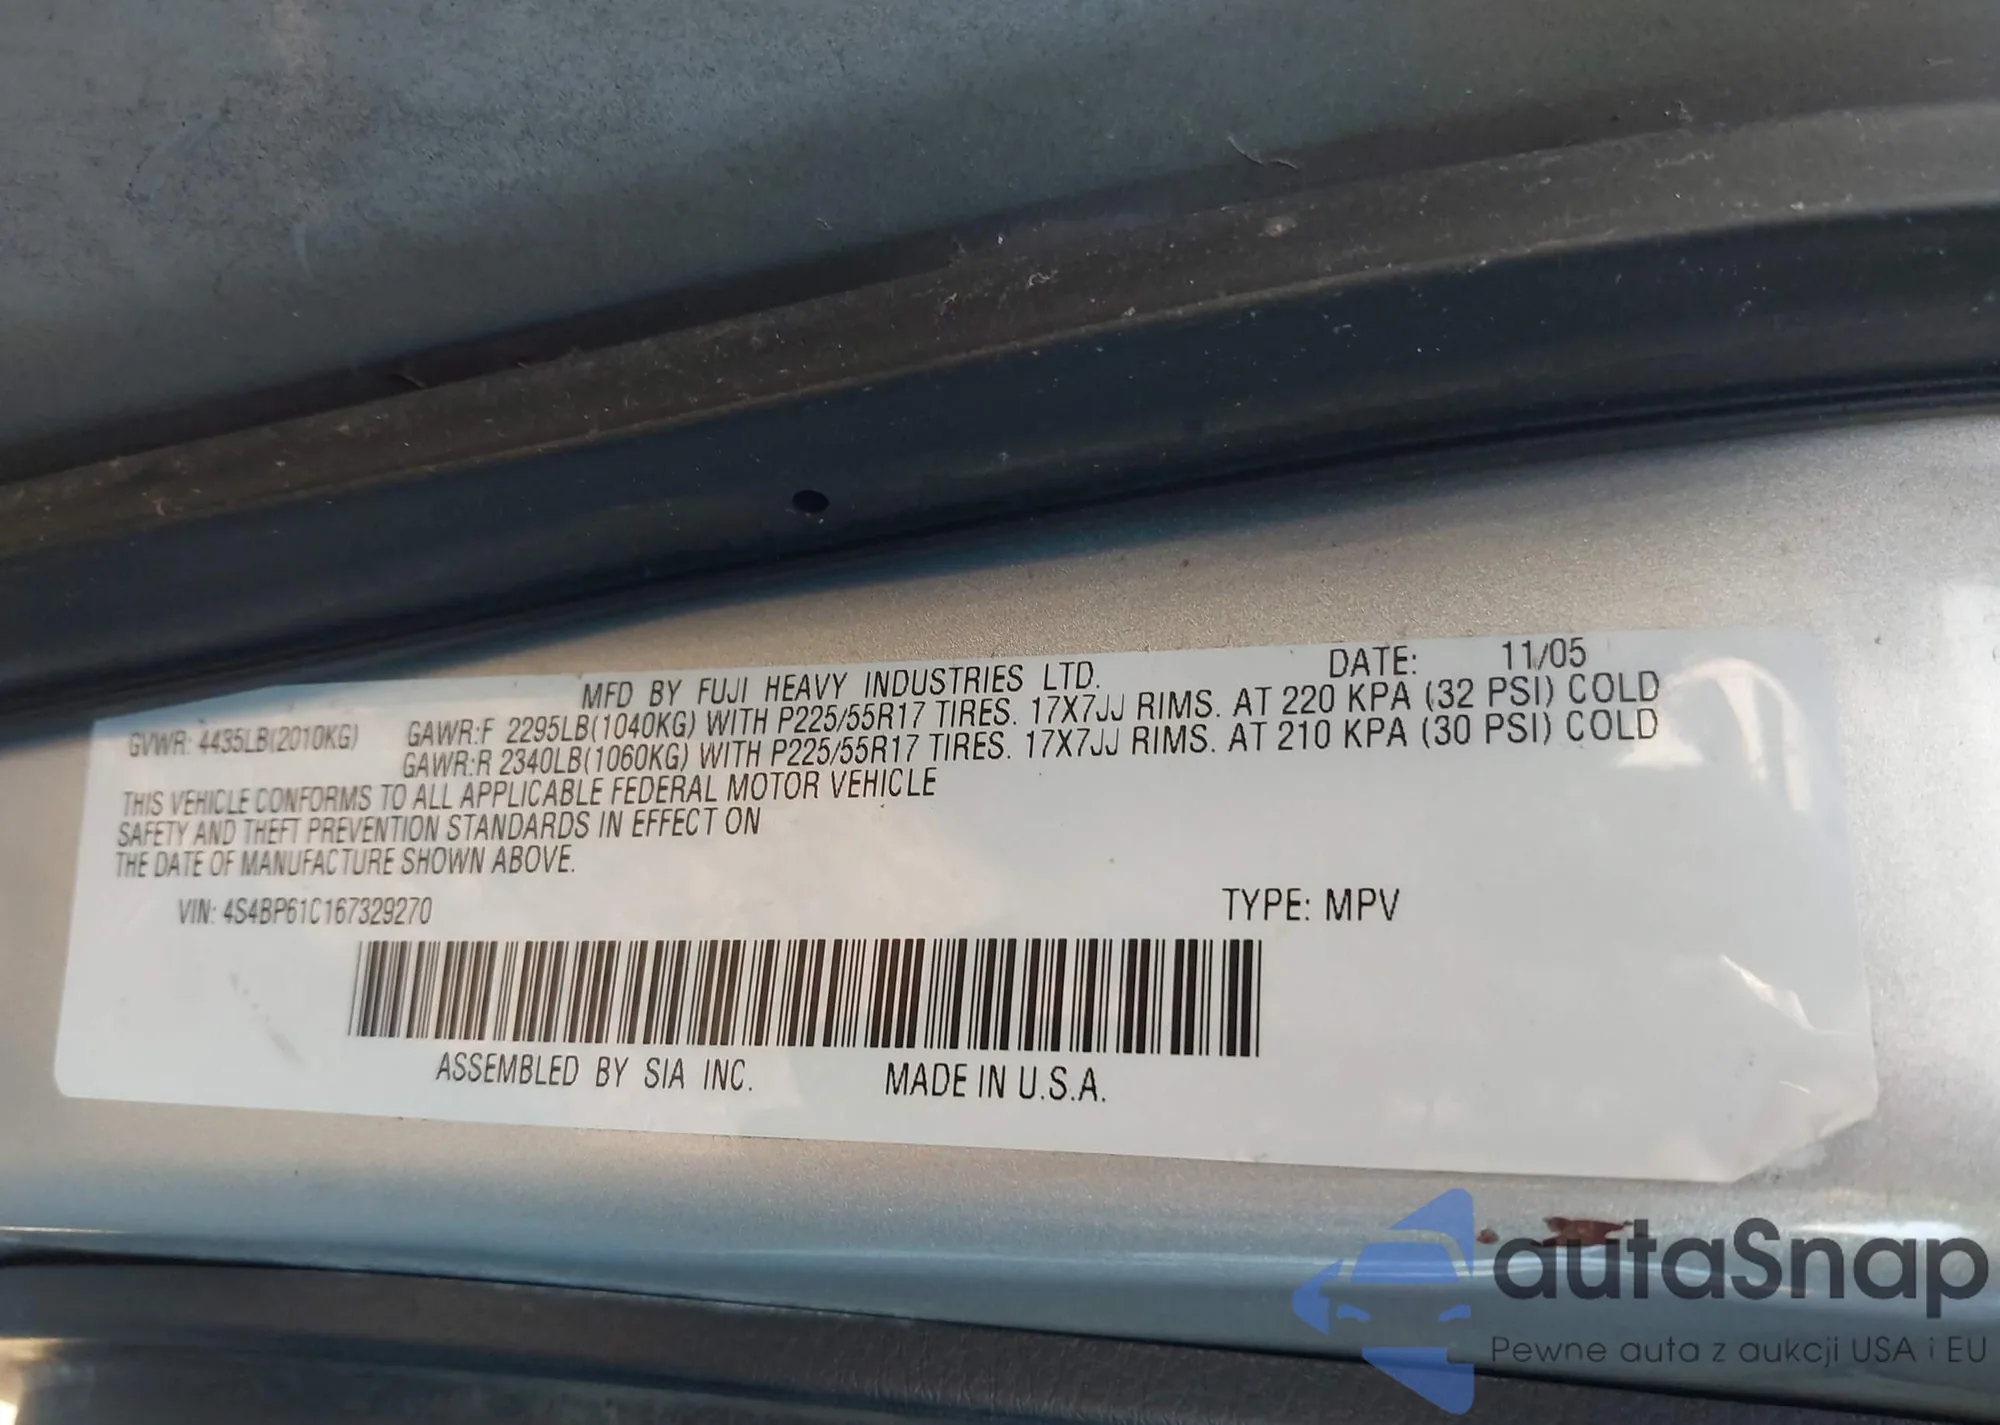 MFD BY FUJI HEAVY INDUSTRIES LTD. DATE: 11/05
GVWR: 4435LB(2010KG) GAWR:F 2295LB(1040KG) WITH P225/55R17 TIRES. 17X7JJ RIMS. AT 220 KPA (32 PSI) COLD
GAWR:R 2340LB(1060KG) WITH P225/55R17 TIRES. 17X7JJ RIMS. AT 210 KPA (30 PSI) COLD
THIS VEHICLE CONFORMS TO ALL APPLICABLE FEDERAL MOTOR VEHICLE
SAFETY AND THEFT PREVENTION STANDARDS IN EFFECT ON
THE DATE OF MANUFACTURE SHOWN ABOVE.
VIN: 4S4BP61C167329270 TYPE: MPV
ASSEMBLED BY SIA INC. MADE IN U.S.A.
autaSnap
Pewne auta z aukcji USA i EU